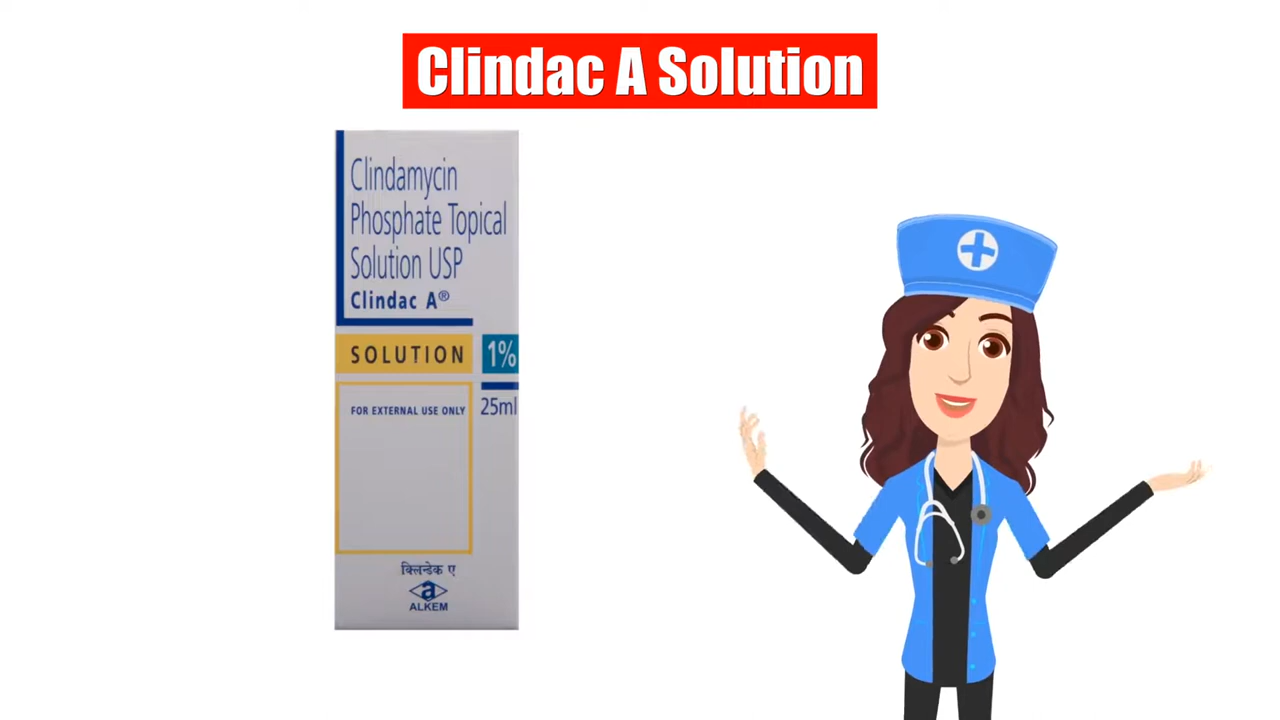 Clindac A Solution
Clindamycin
Phosphate Topical
Solution USP
Clindac A®
SOLUTION 1%
FOR EXTERNAL USE ONLY 25ml
क्लिन्डेक ए
a
ALKEM